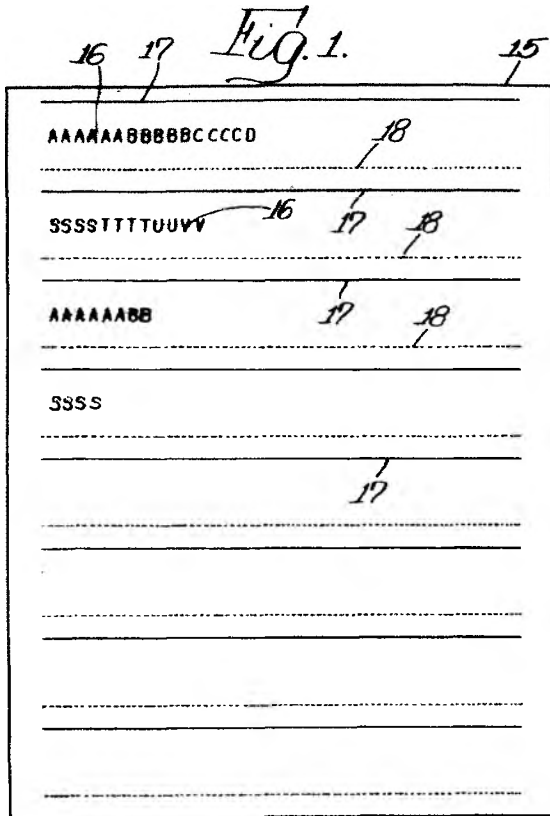 Fig. 1.
16 17 15
AAAAAABBBBBCCCCD 18
SSSSTTTTUUVV 16 17 18
AAAAAABB 17 18
SSSS
17